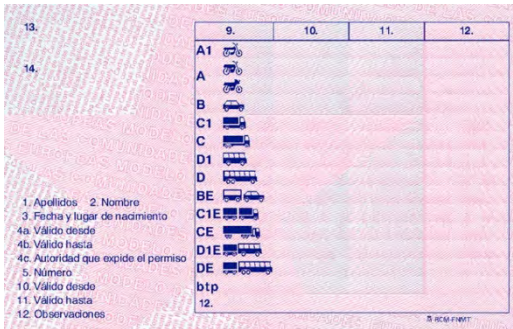 13.
14.
9. 10. 11. 12.
A1
A
B
C1
C
D1
D
BE
C1E
CE
D1E
DE
btp
12.
1. Apellidos 2. Nombre
3. Fecha y lugar de nacimiento
4a. Válido desde
4b. Válido hasta
4c. Autoridad que expide el permiso
5. Número
10. Válido desde
11. Válido hasta
12. Observaciones
RCM-FNMT